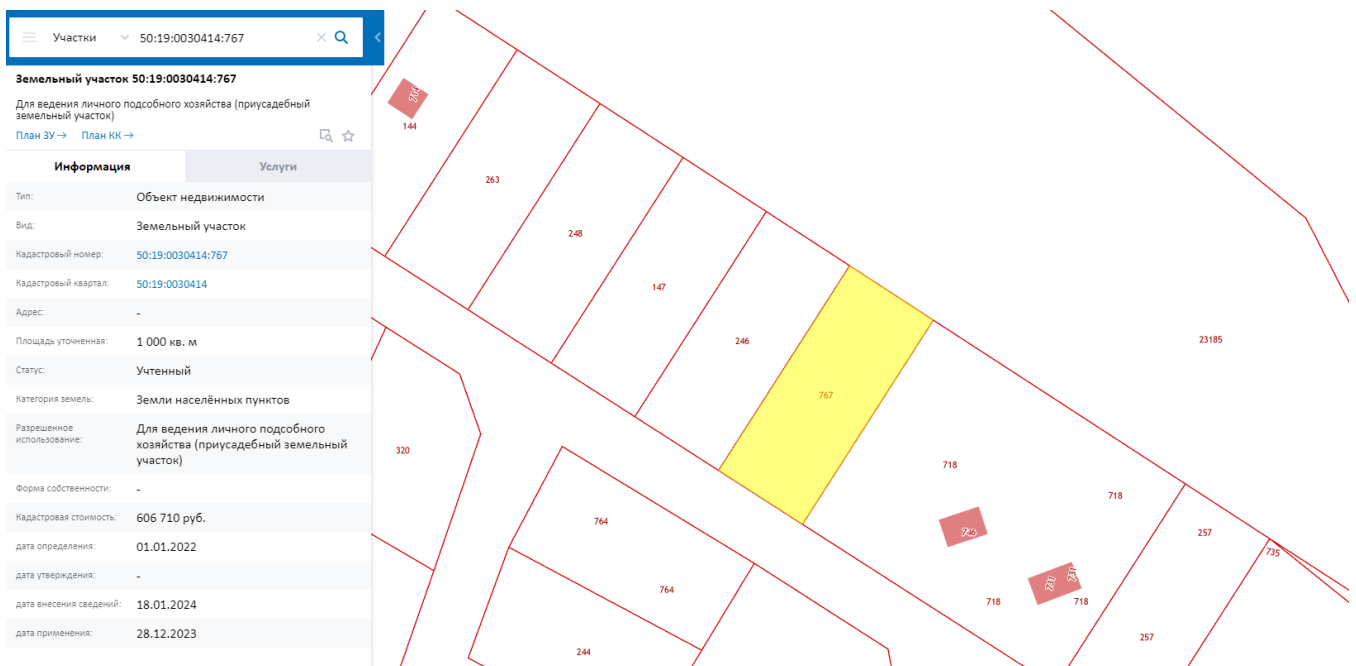 Участки 50:19:0030414:767
Земельный участок 50:19:0030414:767
Для ведения личного подсобного хозяйства (приусадебный
земельный участок)
План ЗУ → План КК →
Информация Услуги
Тип: Объект недвижимости
Вид: Земельный участок
Кадастровый номер: 50:19:0030414:767
Кадастровый квартал: 50:19:0030414
Адрес: -
Площадь уточненная: 1 000 кв. м
Статус: Учтенный
Категория земель: Земли населённых пунктов
Разрешенное использование: Для ведения личного подсобного
хозяйства (приусадебный земельный
участок)
Форма собственности: -
Кадастровая стоимость: 606 710 руб.
дата определения: 01.01.2022
дата утверждения: -
дата внесения сведений: 18.01.2024
дата применения: 28.12.2023
714
144
263
248
147
246
767
23185
320
718
718
764
746
257
735
764
731
731
718
718
257
244